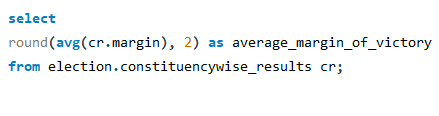 select
round(avg(cr.margin), 2) as average_margin_of_victory
from election.constituencywise_results cr;